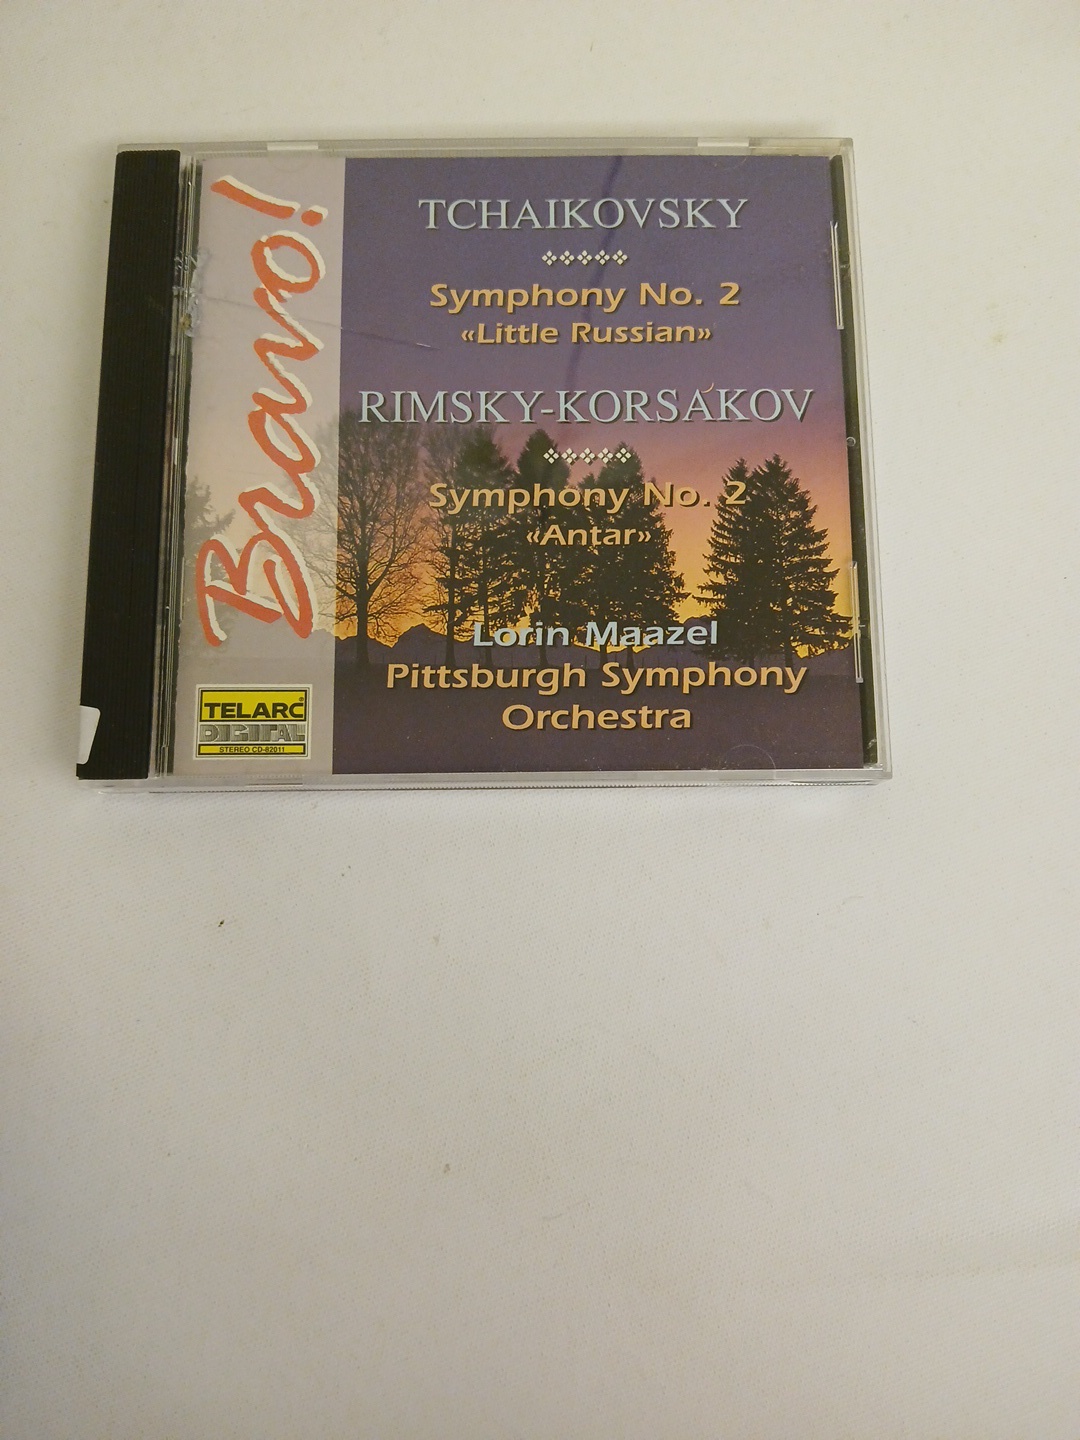 Bravo!
TCHAIKOVSKY
Symphony No. 2
«Little Russian»
RIMSKY-KORSAKOV
Symphony No. 2
«Antar»
Lorin Maazel
Pittsburgh Symphony
Orchestra
TELARC®
DIGITAL
STEREO CD-82011